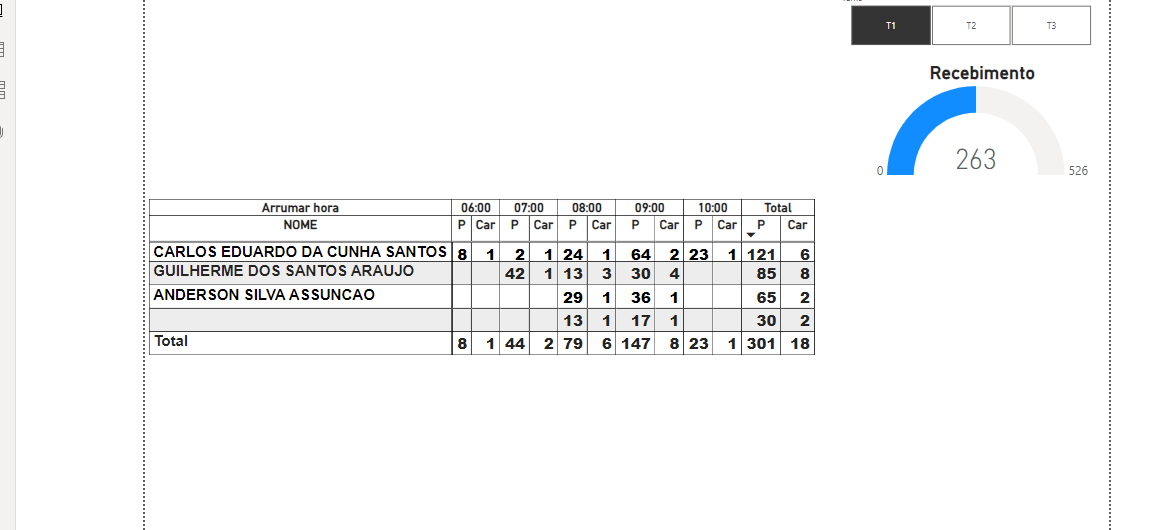 T1 T2 T3
Recebimento
263
0 526
Arrumar hora 06:00 07:00 08:00 09:00 10:00 Total
NOME P Car P Car P Car P Car P Car P Car
CARLOS EDUARDO DA CUNHA SANTOS 8 1 2 1 24 1 64 2 23 1 121 6
GUILHERME DOS SANTOS ARAUJO 42 1 13 3 30 4 85 8
ANDERSON SILVA ASSUNCAO 29 1 36 1 65 2
13 1 17 1 30 2
Total 8 1 44 2 79 6 147 8 23 1 301 18